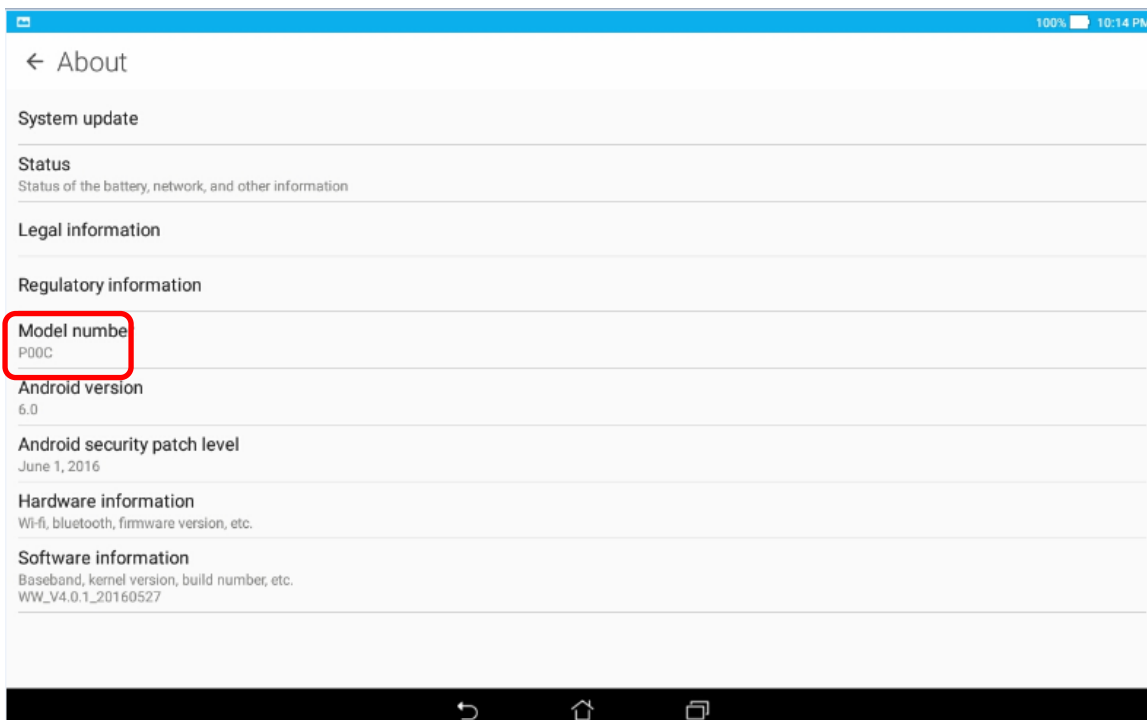 100% 10:14 PM
About
System update
Status
Status of the battery, network, and other information
Legal information
Regulatory information
Model number
P00C
Android version
6.0
Android security patch level
June 1, 2016
Hardware information
Wi-fi, bluetooth, firmware version, etc.
Software information
Baseband, kernel version, build number, etc.
WW_V4.0.1_20160527